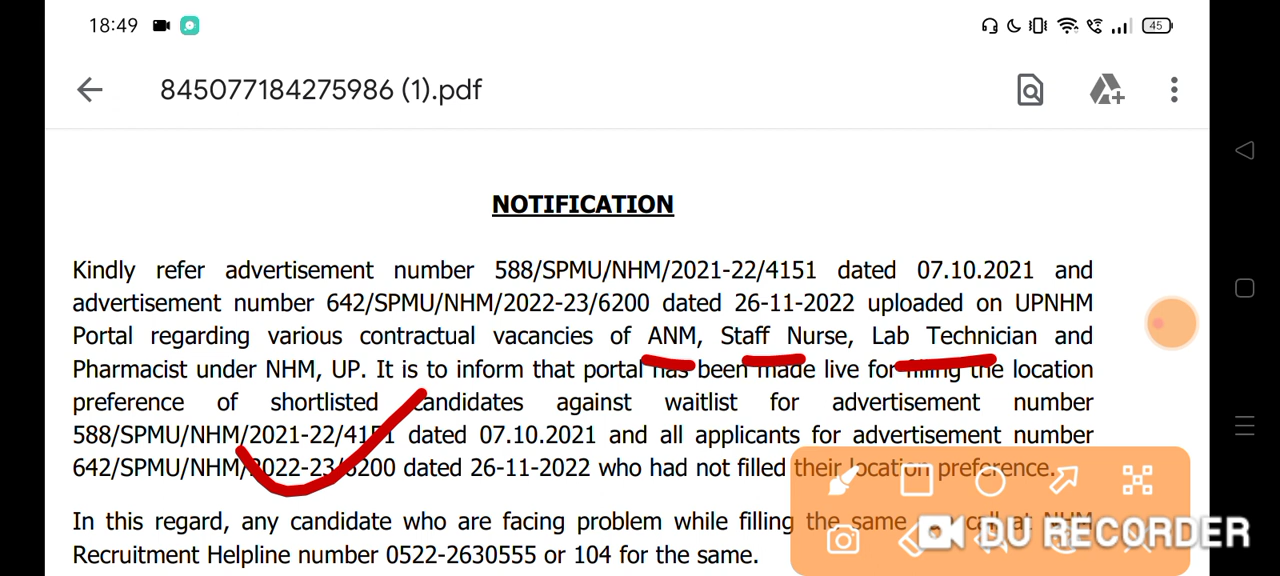 18:49
45
845077184275986 (1).pdf
NOTIFICATION
Kindly refer advertisement number 588/SPMU/NHM/2021-22/4151 dated 07.10.2021 and
advertisement number 642/SPMU/NHM/2022-23/6200 dated 26-11-2022 uploaded on UPNHM
Portal regarding various contractual vacancies of ANM, Staff Nurse, Lab Technician and
Pharmacist under NHM, UP. It is to inform that portal has been made live for filling the location
preference of shortlisted candidates against waitlist for advertisement number
588/SPMU/NHM/2021-22/4151 dated 07.10.2021 and all applicants for advertisement number
642/SPMU/NHM/2022-23/6200 dated 26-11-2022 who had not filled their location preference.
In this regard, any candidate who are facing problem while filling the same call at NHM
Recruitment Helpline number 0522-2630555 or 104 for the same.
DU RECORDER